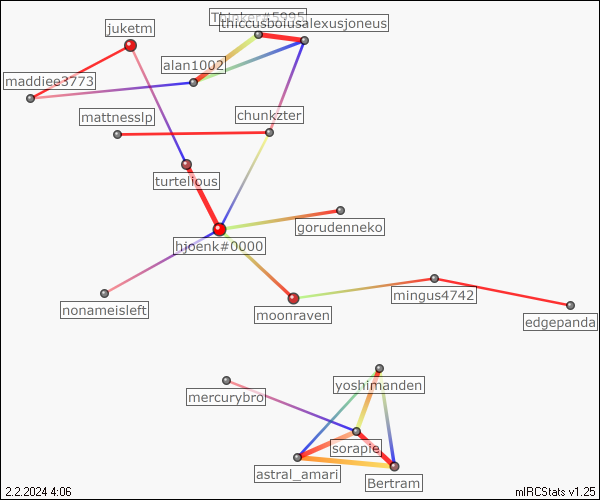 Thinker#5995
thiccusboiusalexusjoneus
juketm
alan1002
maddiee3773
chunkzter
mattnesslp
turtelious
gorudenneko
hjoenk#0000
mingus4742
nonameisleft
moonraven
edgepanda
yoshimanden
mercurybro
sorapie
astral_amari
Bertram
2.2.2024 4:06
mIRCStats v1.25